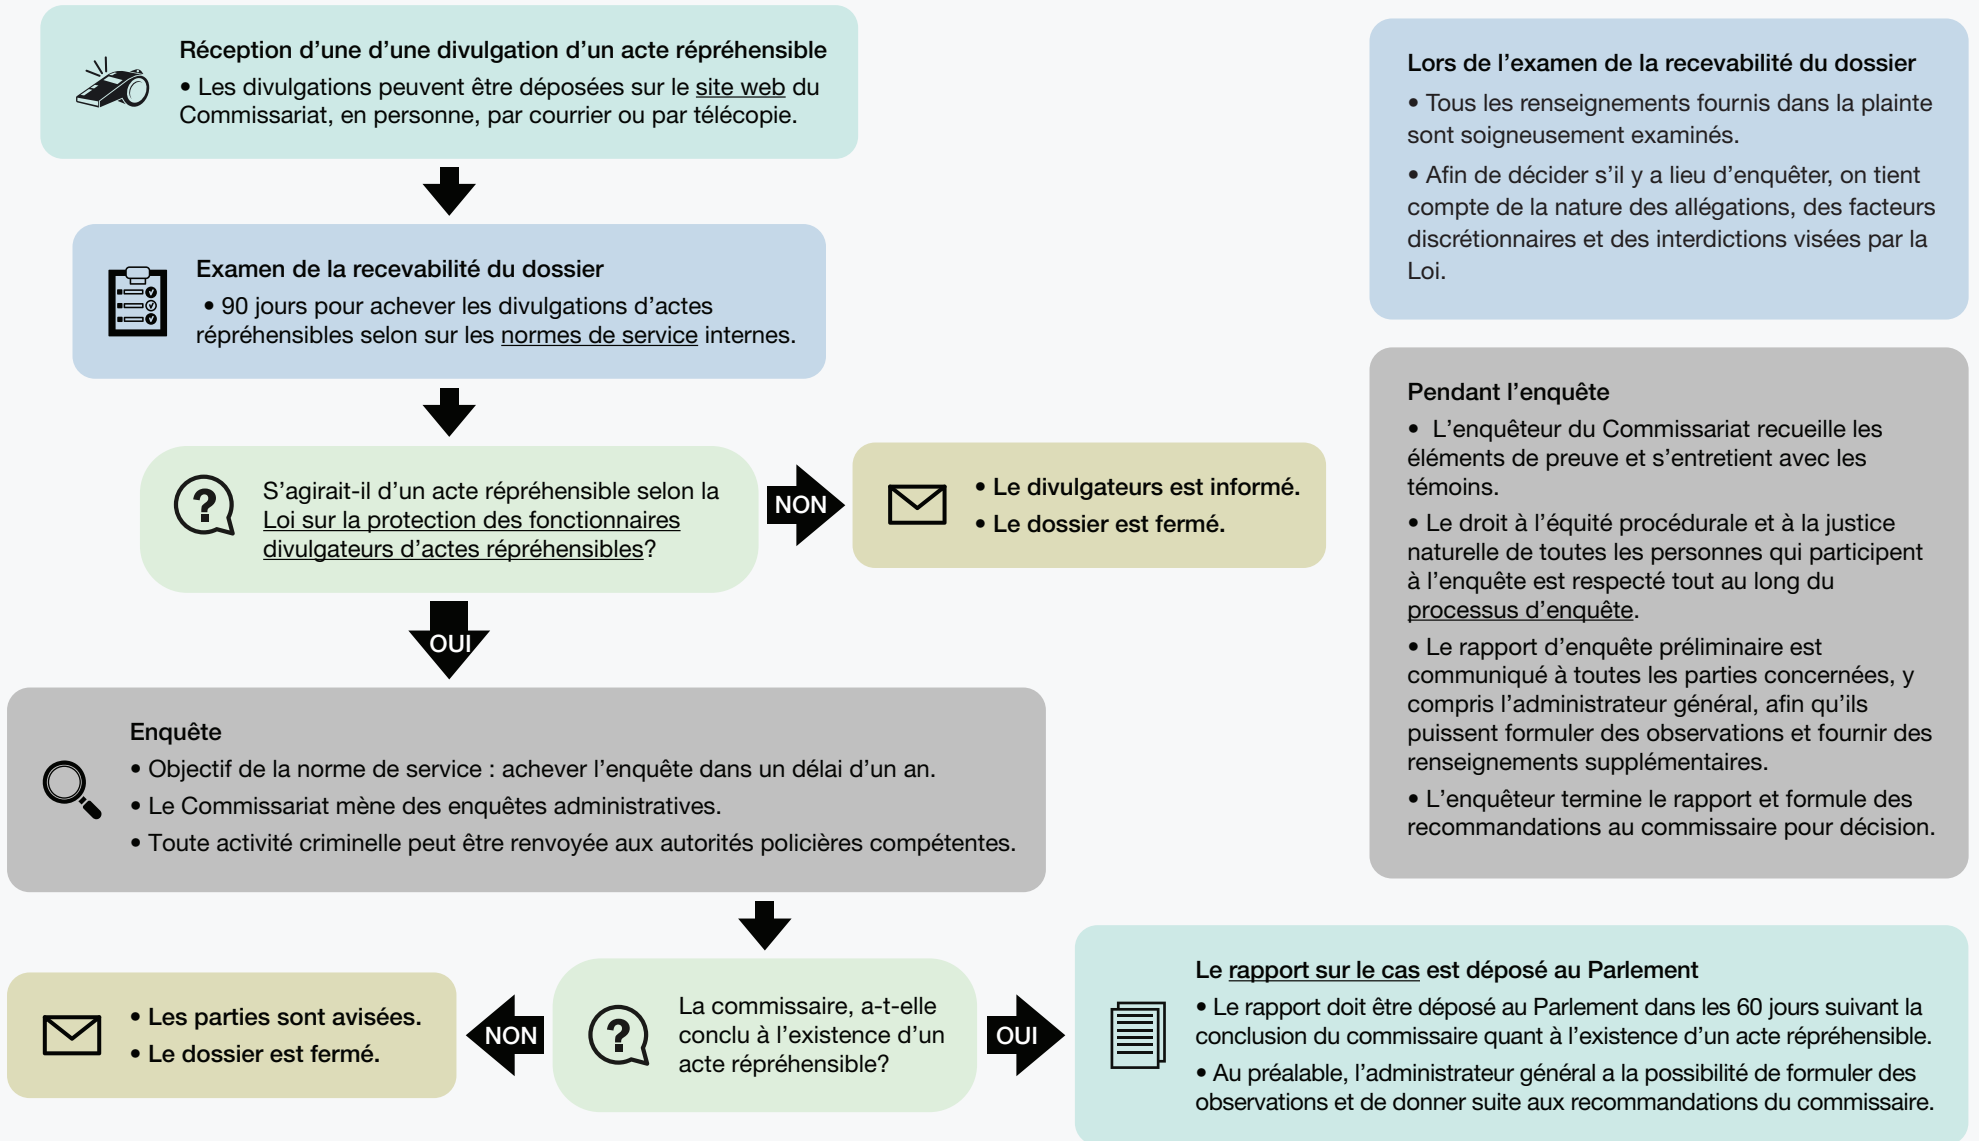 Réception d’une d’une divulgation d’un acte répréhensible
• Les divulgations peuvent être déposées sur le site web du
Commissariat, en personne, par courrier ou par télécopie.
Examen de la recevabilité du dossier
• 90 jours pour achever les divulgations d’actes
répréhensibles selon sur les normes de service internes.
S’agirait-il d’un acte répréhensible selon la
Loi sur la protection des fonctionnaires
divulgateurs d’actes répréhensibles?
NON
• Le divulgateurs est informé.
• Le dossier est fermé.
OUI
Enquête
• Objectif de la norme de service : achever l’enquête dans un délai d’un an.
• Le Commissariat mène des enquêtes administratives.
• Toute activité criminelle peut être renvoyée aux autorités policières compétentes.
La commissaire, a-t-elle
conclu à l’existence d’un
acte répréhensible?
NON
• Les parties sont avisées.
• Le dossier est fermé.
OUI
Le rapport sur le cas est déposé au Parlement
• Le rapport doit être déposé au Parlement dans les 60 jours suivant la
conclusion du commissaire quant à l’existence d’un acte répréhensible.
• Au préalable, l’administrateur général a la possibilité de formuler des
observations et de donner suite aux recommandations du commissaire.
Lors de l’examen de la recevabilité du dossier
• Tous les renseignements fournis dans la plainte
sont soigneusement examinés.
• Afin de décider s’il y a lieu d’enquêter, on tient
compte de la nature des allégations, des facteurs
discrétionnaires et des interdictions visées par la
Loi.
Pendant l’enquête
• L’enquêteur du Commissariat recueille les
éléments de preuve et s’entretient avec les
témoins.
• Le droit à l’équité procédurale et à la justice
naturelle de toutes les personnes qui participent
à l’enquête est respecté tout au long du
processus d’enquête.
• Le rapport d’enquête préliminaire est
communiqué à toutes les parties concernées, y
compris l’administrateur général, afin qu’ils
puissent formuler des observations et fournir des
renseignements supplémentaires.
• L’enquêteur termine le rapport et formule des
recommandations au commissaire pour décision.